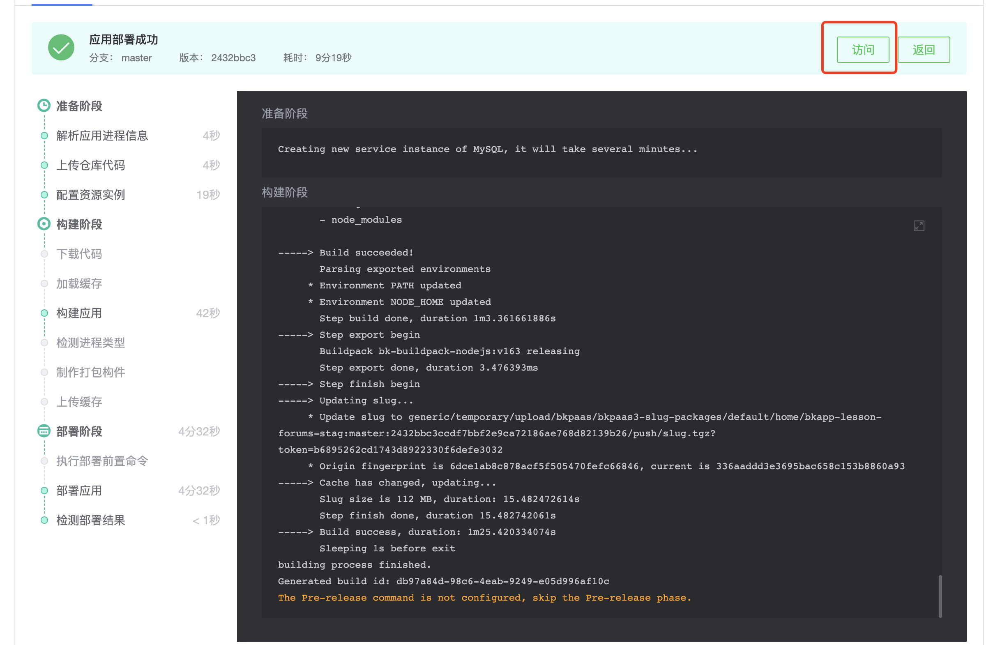 应用部署成功
分支： master 版本： 2432bbc3 耗时： 9分19秒
访问
返回
准备阶段
解析应用进程信息 4秒
上传仓库代码 4秒
配置资源实例 19秒
构建阶段
下载代码
加载缓存
构建应用 42秒
检测进程类型
制作打包构件
上传缓存
部署阶段 4分32秒
执行部署前置命令
部署应用 4分32秒
检测部署结果 < 1秒
准备阶段
Creating new service instance of MySQL, it will take several minutes...
构建阶段
- node_modules
-----> Build succeeded!
Parsing exported environments
* Environment PATH updated
* Environment NODE_HOME updated
Step build done, duration 1m3.361661886s
-----> Step export begin
Buildpack bk-buildpack-nodejs:v163 releasing
Step export done, duration 3.476393ms
-----> Step finish begin
-----> Updating slug...
* Update slug to generic/temporary/upload/bkpaas/bkpaas3-slug-packages/default/home/bkapp-lesson-
forums-stag:master:2432bbc3ccdf7bbf2e9ca72186ae768d82139b26/push/slug.tgz?
token=b6895262cd1743d8922330f6defe3032
* Origin fingerprint is 6dce1ab8c878acf5f505470fefc66846, current is 336aaddd3e3695bac658c153b8860a93
-----> Cache has changed, updating...
Slug size is 112 MB, duration: 15.482472614s
Step finish done, duration 15.482742061s
-----> Build success, duration: 1m25.420334074s
Sleeping 1s before exit
building process finished.
Generated build id: db97a84d-98c6-4eab-9249-e05d996af10c
The Pre-release command is not configured, skip the Pre-release phase.